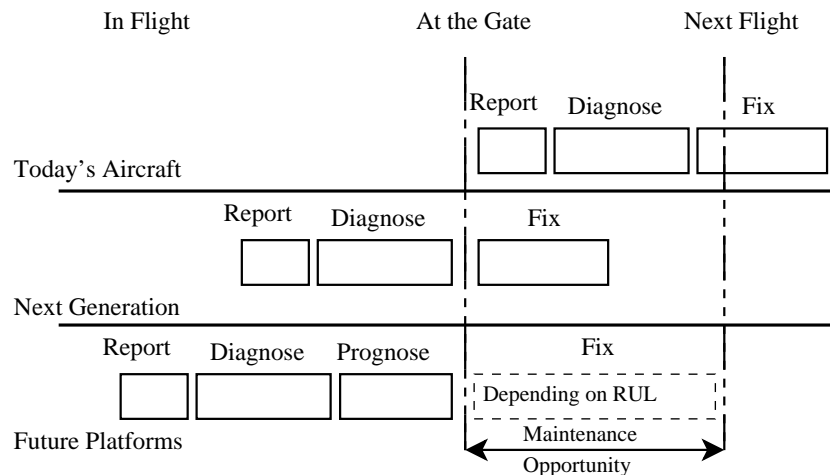 In Flight
At the Gate
Next Flight
Report
Diagnose
Fix
Today's Aircraft
Report
Diagnose
Fix
Next Generation
Report
Diagnose
Prognose
Fix
Depending on RUL
Future Platforms
Maintenance
Opportunity